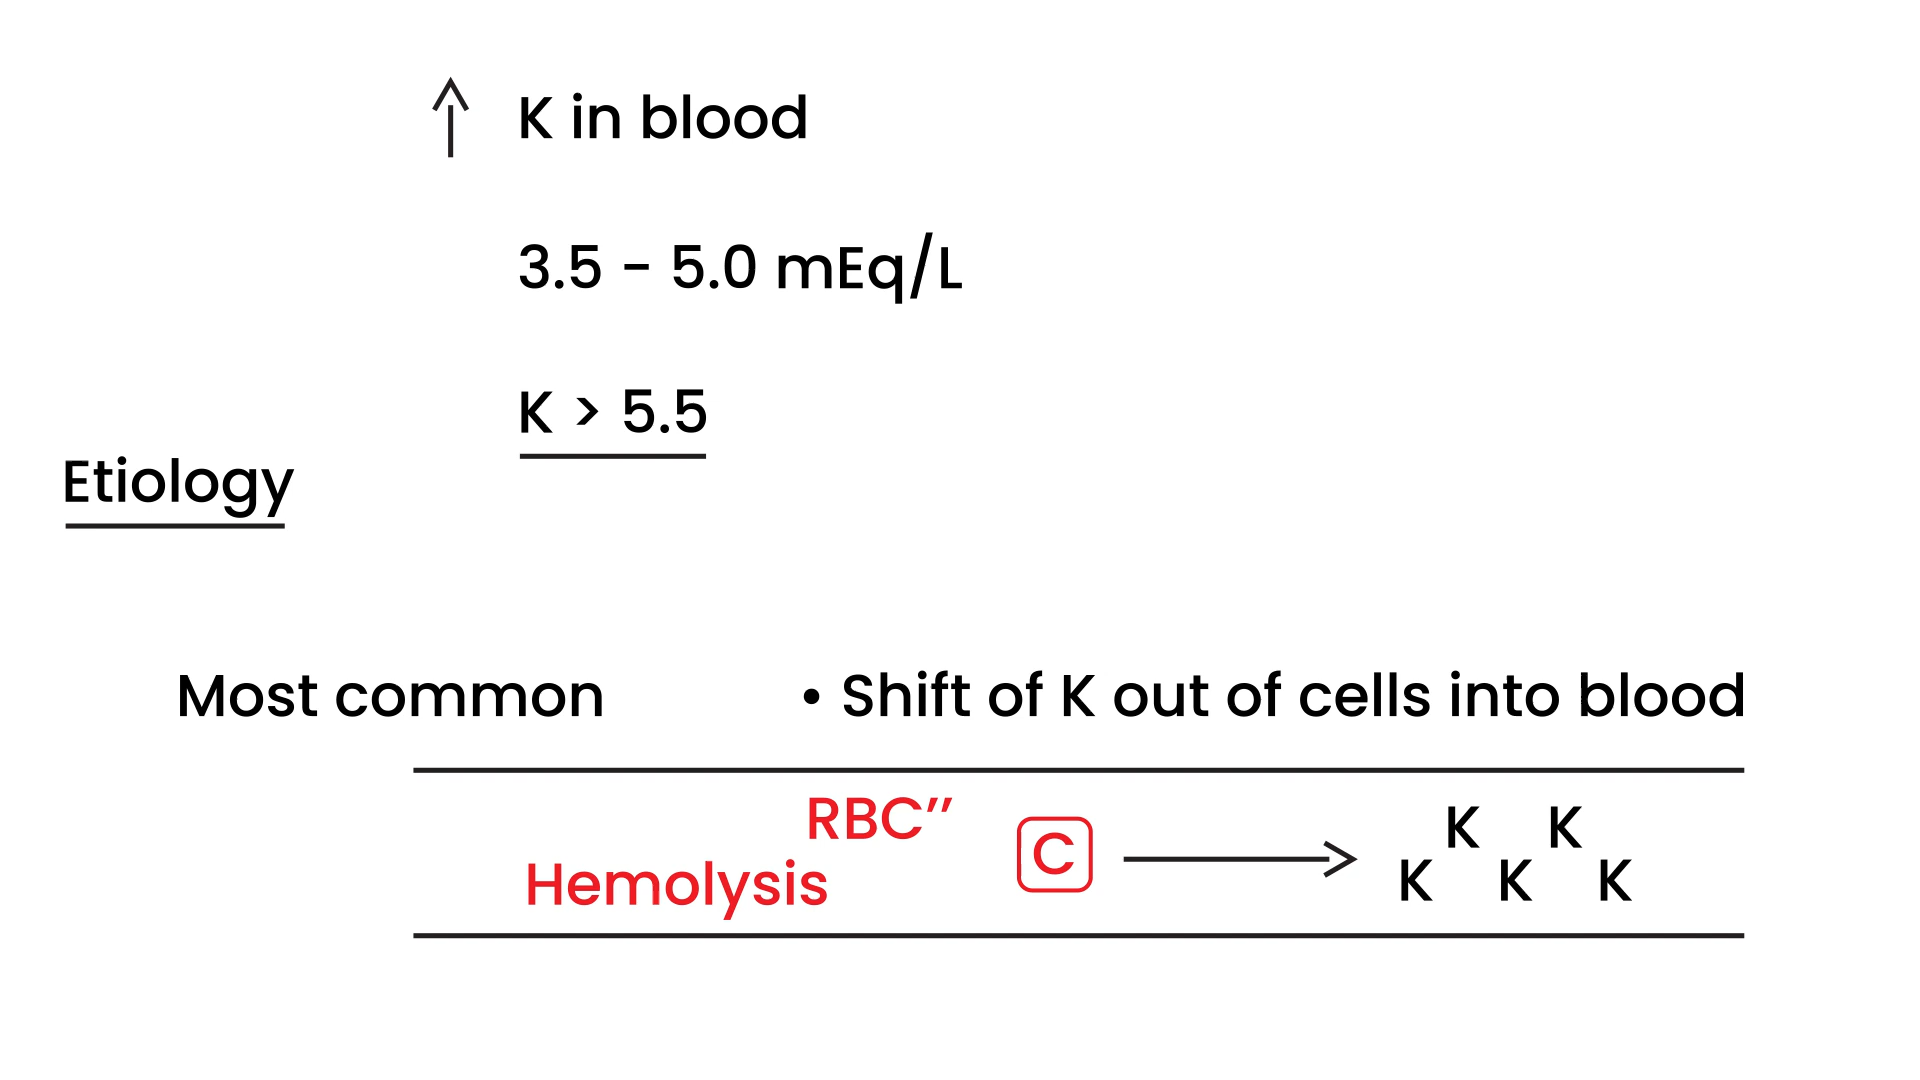 K in blood
3.5 - 5.0 mEq/L
K > 5.5
Etiology
Most common
• Shift of K out of cells into blood
RBC’’
Hemolysis
C
K K
K K K